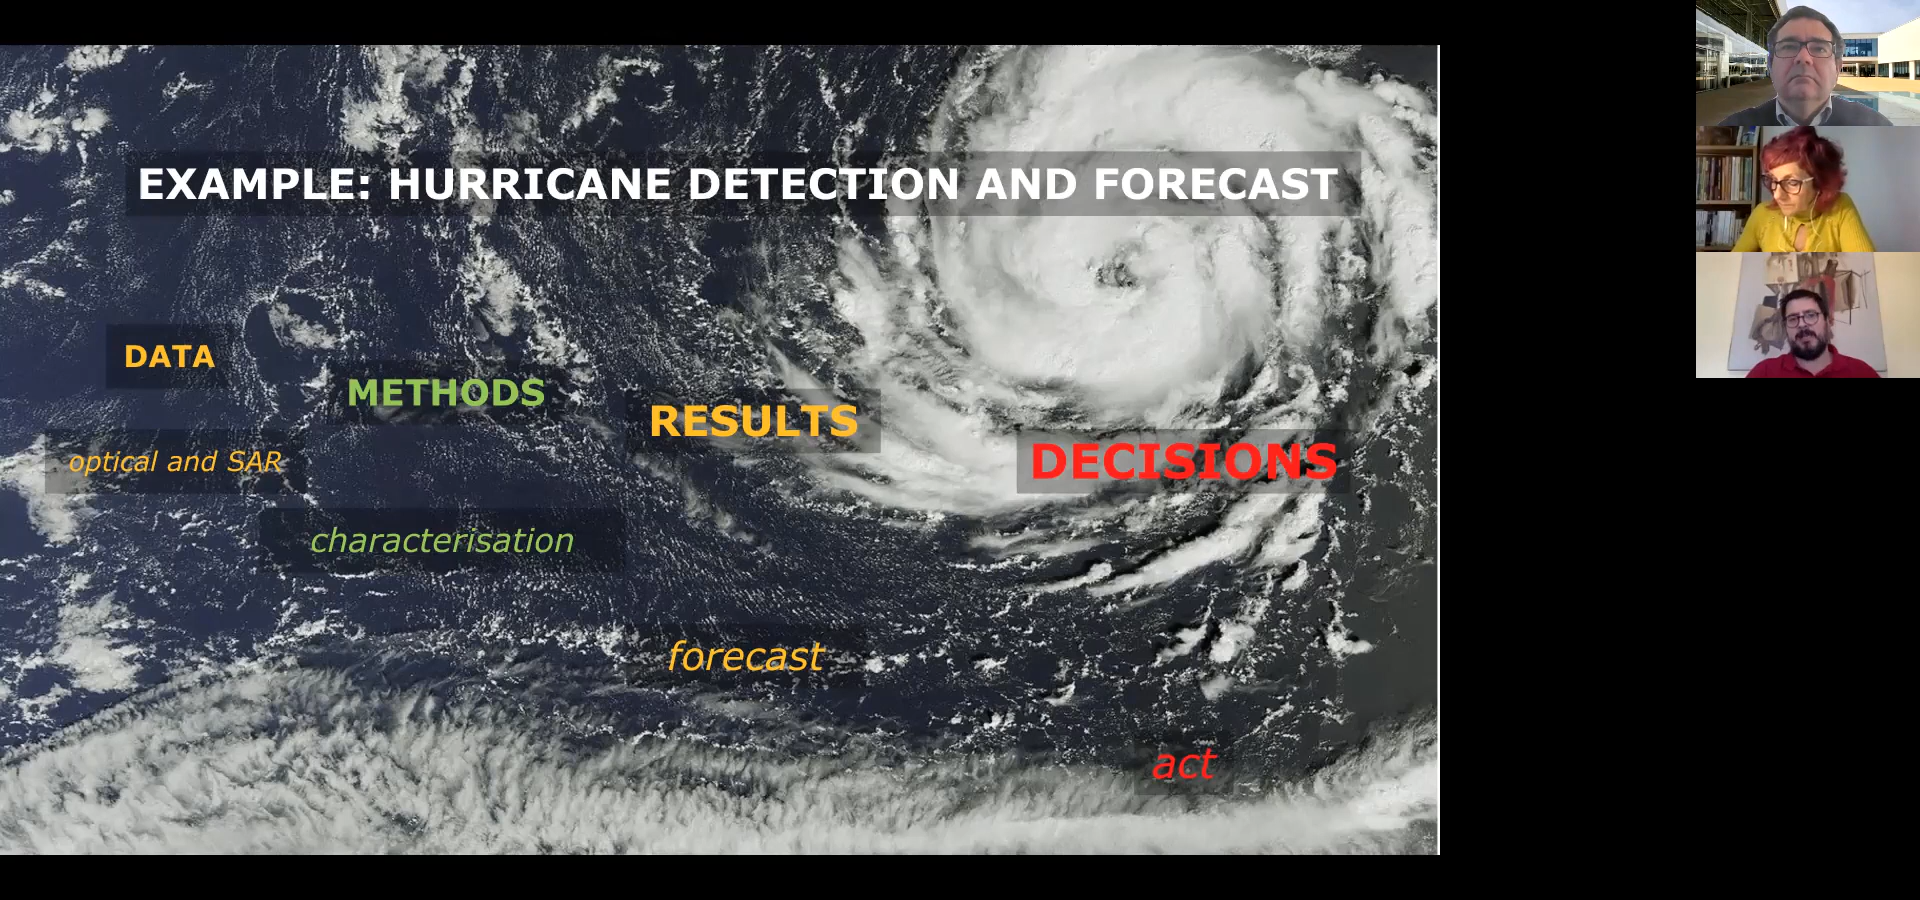 EXAMPLE: HURRICANE DETECTION AND FORECAST
DATA
METHODS
RESULTS
DECISIONS
optical and SAR
characterisation
forecast
act